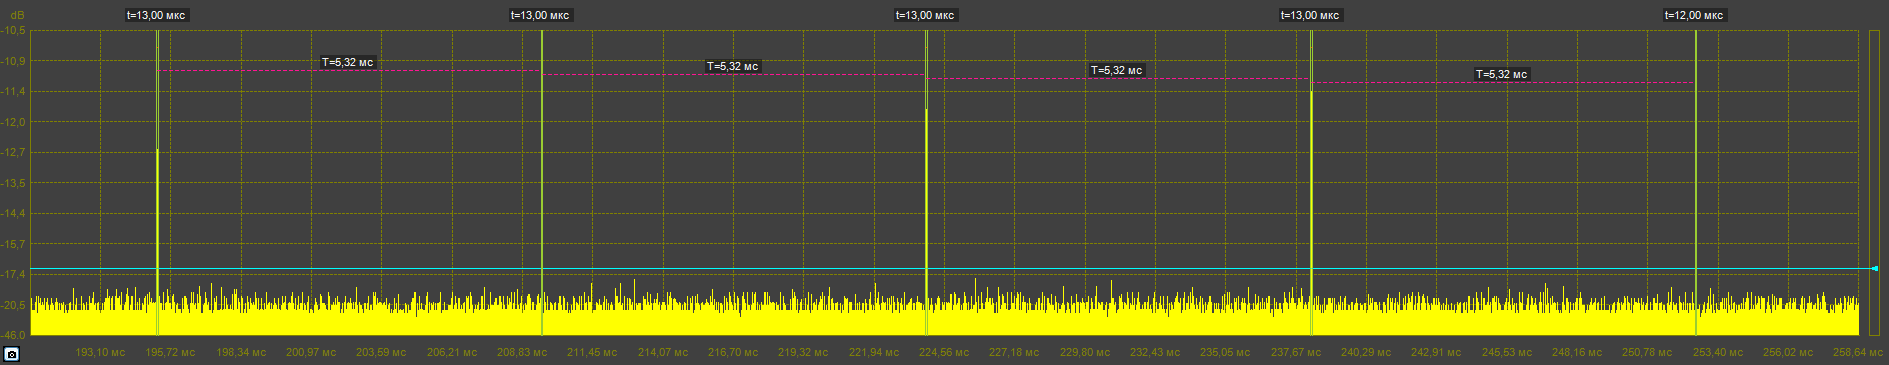 dB
t=13,00 мкс
t=13,00 мкс
t=13,00 мкс
t=13,00 мкс
t=12,00 мкс
-10,5
-10,9
-11,4
-12,0
-12,7
-13,5
-14,4
-15,7
-17,4
-20,5
-46,0
T=5,32 мс
T=5,32 мс
T=5,32 мс
T=5,32 мс
193,10 мс
195,72 мс
198,34 мс
200,97 мс
203,59 мс
206,21 мс
208,83 мс
211,45 мс
214,07 мс
216,70 мс
219,32 мс
221,94 мс
224,56 мс
227,18 мс
229,80 мс
232,43 мс
235,05 мс
237,67 мс
240,29 мс
242,91 мс
245,53 мс
248,16 мс
250,78 мс
253,40 мс
256,02 мс
258,64 мс